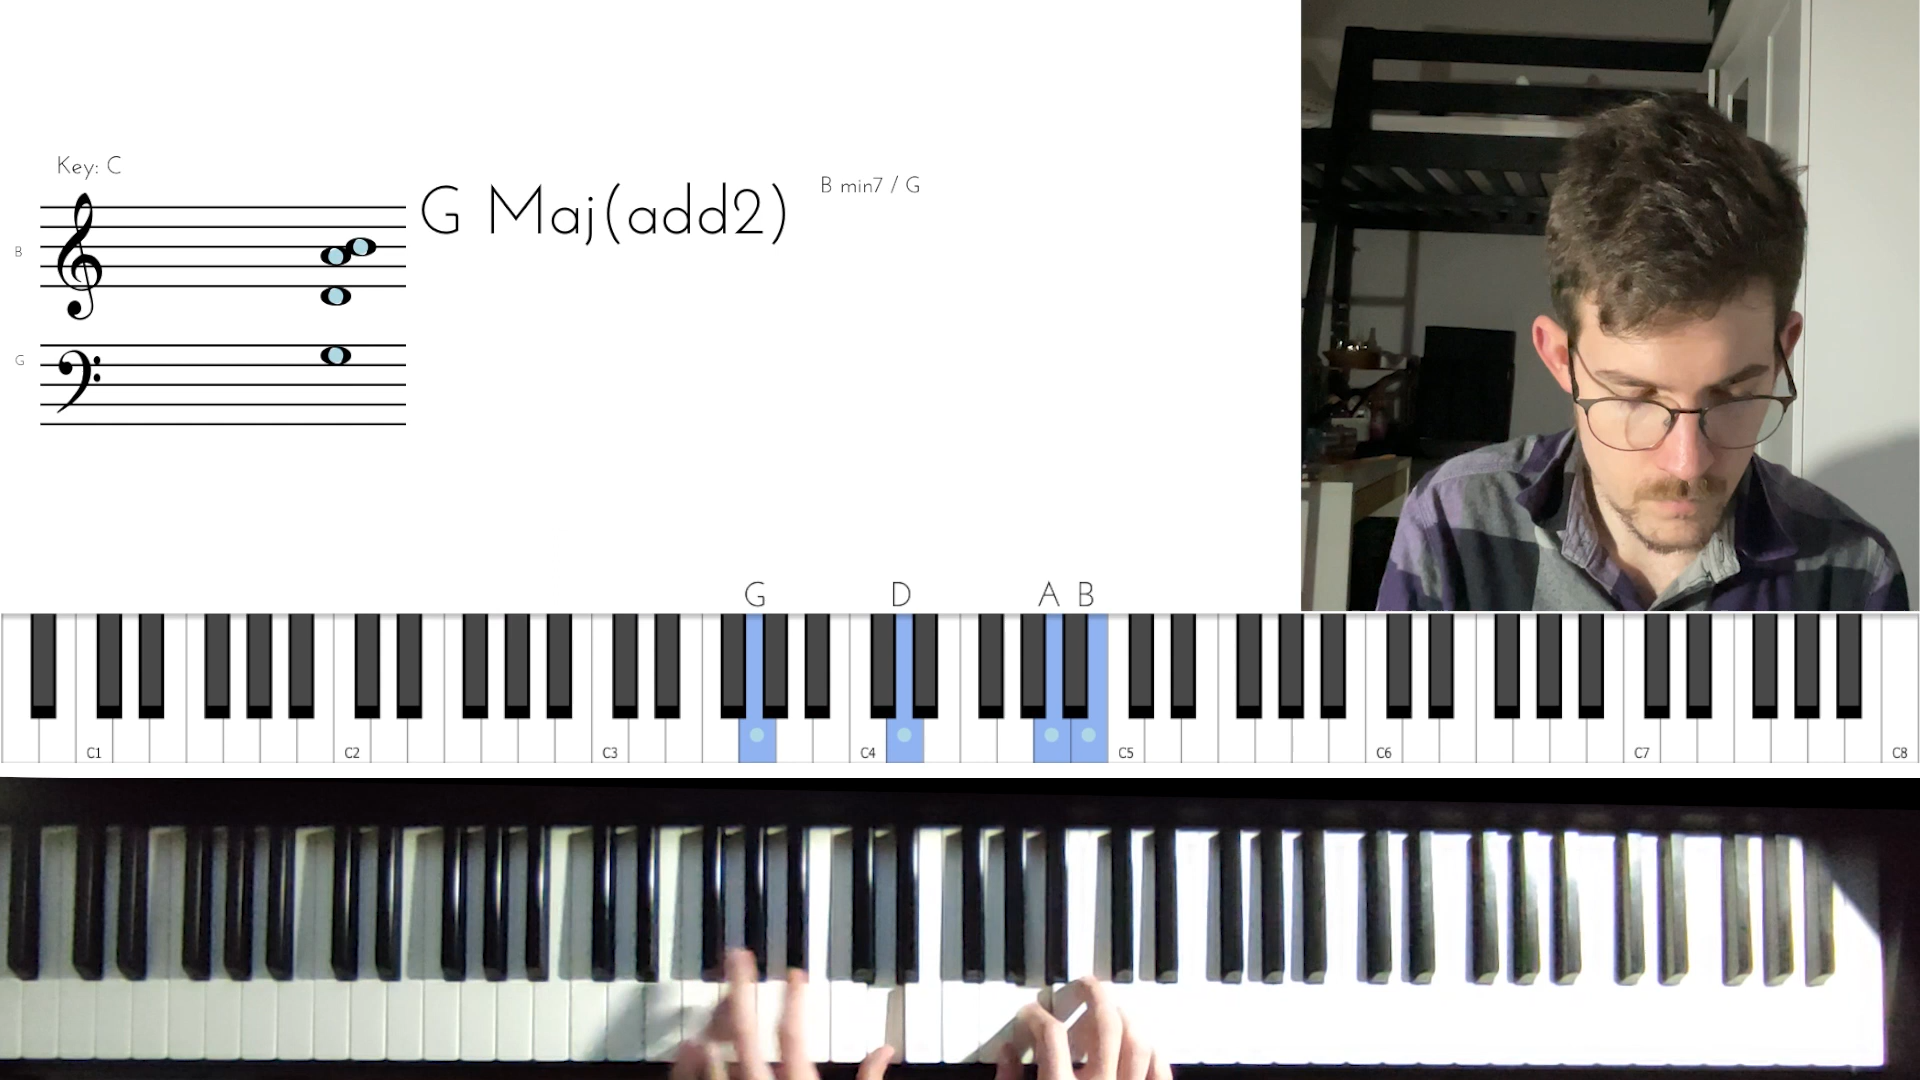 Key: C
G Maj(add2)
B min7 / G
B
G
G D A B
C1 C2 C3 C4 C5 C6 C7 C8